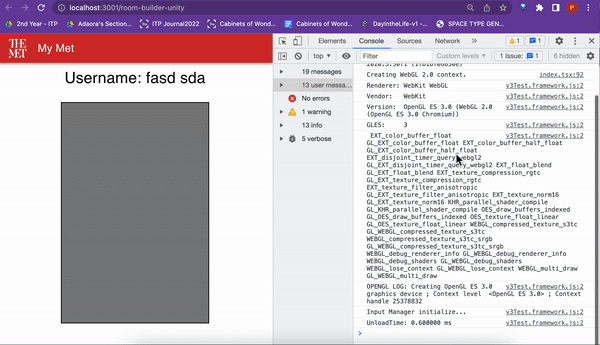 localhost:3001/room-builder-unity
2nd Year - ITP
Adaora's Section...
ITP Journal2022
Cabinets of Wond...
Cabinets of Wond...
DayIntheLife-v1 -...
SPACE TYPE GEN...
THE MET
My Met
Username: fasd sda
Elements
Console
Network
»
1
1
top
Filter
Custom levels
1 Issue:
1
6 hidden
19 messages
13 user messa...
No errors
1 warning
13 info
5 verbose
Creating WebGL 2.0 context.
index.tsx:92
Renderer: WebKit WebGL
v3Test.framework.js:2
Vendor: WebKit
v3Test.framework.js:2
Version: OpenGL ES 3.0 (WebGL 2.0
v3Test.framework.js:2
(OpenGL ES 3.0 Chromium))
GLES: 3
v3Test.framework.js:2
EXT_color_buffer_float
v3Test.framework.js:2
GL_EXT_color_buffer_float EXT_color_buffer_half_float
GL_EXT_color_buffer_half_float
EXT_disjoint_timer_query_webgl2
GL_EXT_disjoint_timer_query_webgl2 EXT_float_blend
GL_EXT_float_blend EXT_texture_compression_rgtc
GL_EXT_texture_compression_rgtc
EXT_texture_filter_anisotropic
GL_EXT_texture_filter_anisotropic EXT_texture_norm16
GL_EXT_texture_norm16 KHR_parallel_shader_compile
GL_KHR_parallel_shader_compile OES_draw_buffers_indexed
GL_OES_draw_buffers_indexed OES_texture_float_linear
GL_OES_texture_float_linear WEBGL_compressed_texture_s3tc
GL_WEBGL_compressed_texture_s3tc
WEBGL_compressed_texture_s3tc_srgb
GL_WEBGL_compressed_texture_s3tc_srgb
WEBGL_debug_renderer_info GL_WEBGL_debug_renderer_info
WEBGL_debug_shaders GL_WEBGL_debug_shaders
WEBGL_lose_context GL_WEBGL_lose_context WEBGL_multi_draw
GL_WEBGL_multi_draw
OPENGL LOG: Creating OpenGL ES 3.0
v3Test.framework.js:2
graphics device ; Context level <OpenGL ES 3.0> ; Context
handle 25378832
Input Manager initialize...
v3Test.framework.js:2
UnloadTime: 0.600000 ms
v3Test.framework.js:2